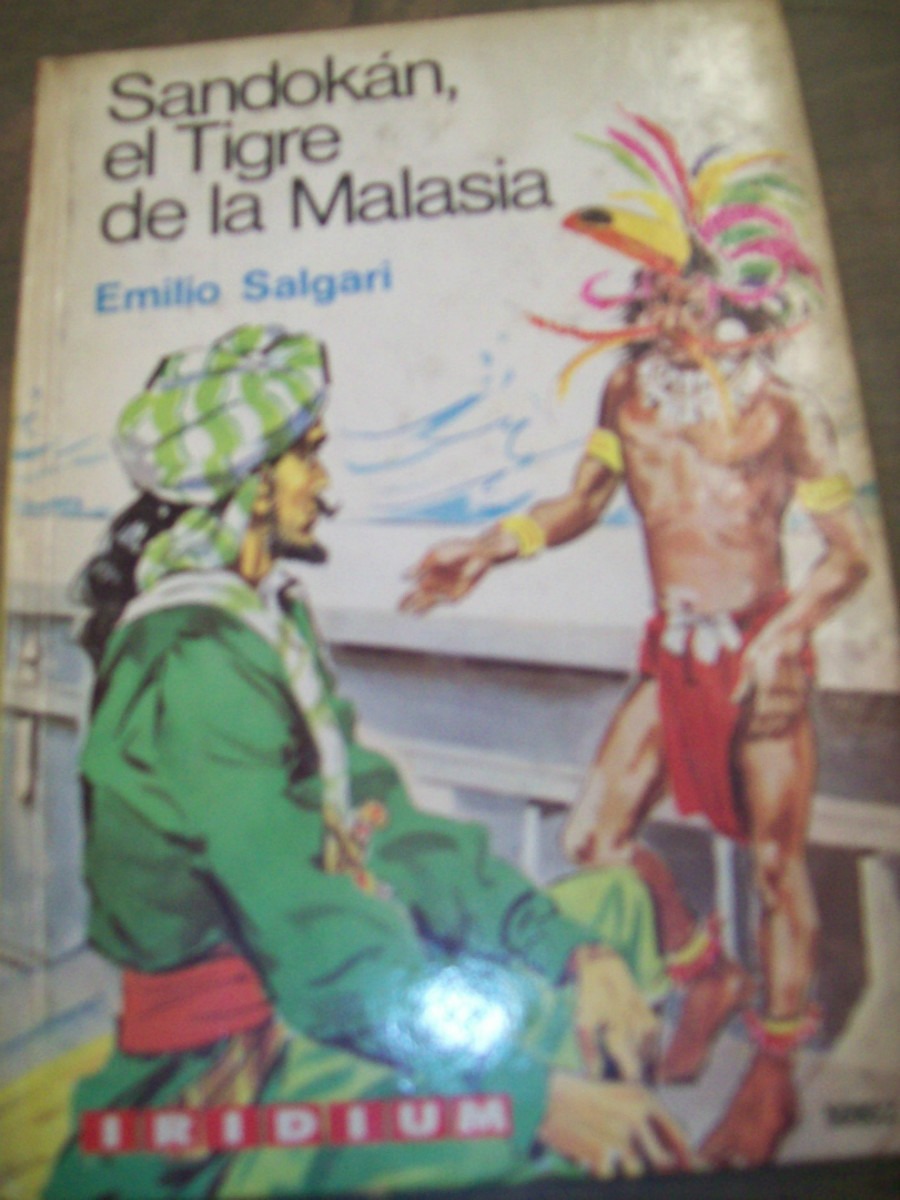 Sandokán,
el Tigre
de la Malasia
Emilio Salgari
IRIDIUM